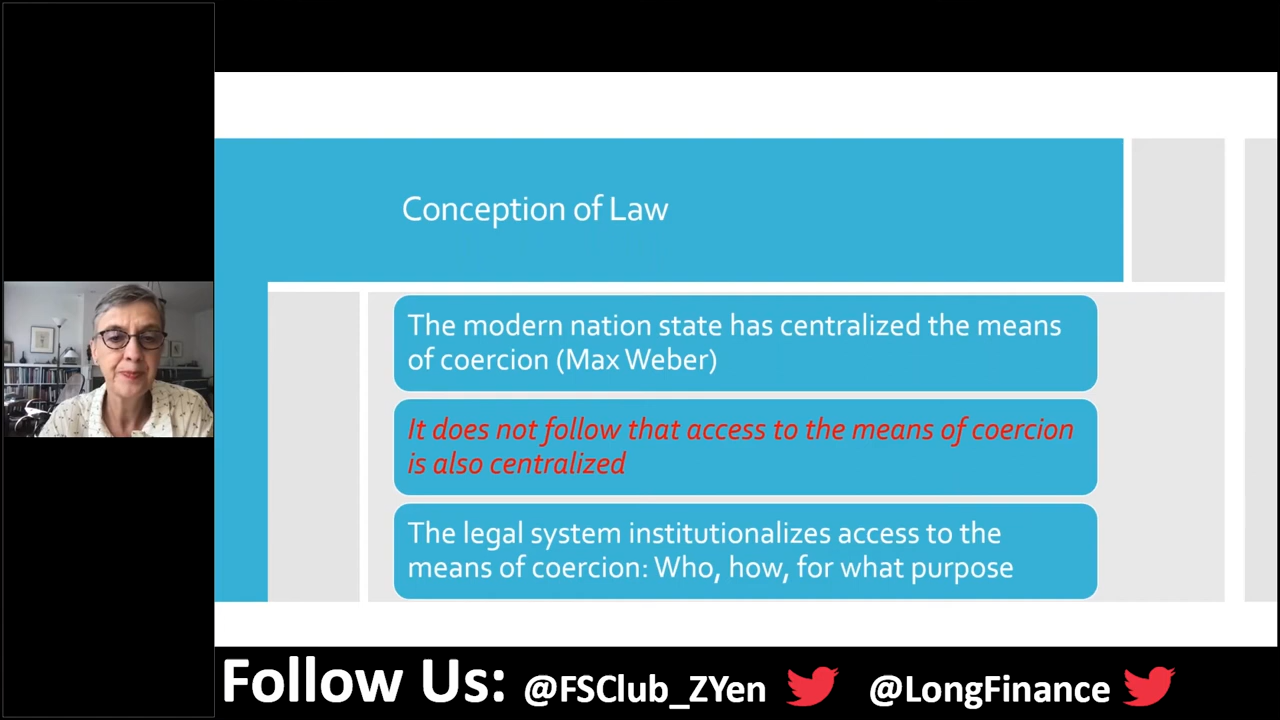 Conception of Law
The modern nation state has centralized the means
of coercion (Max Weber)
It does not follow that access to the means of coercion
is also centralized
The legal system institutionalizes access to the
means of coercion: Who, how, for what purpose
Follow Us: @FSClub_ZYen @LongFinance